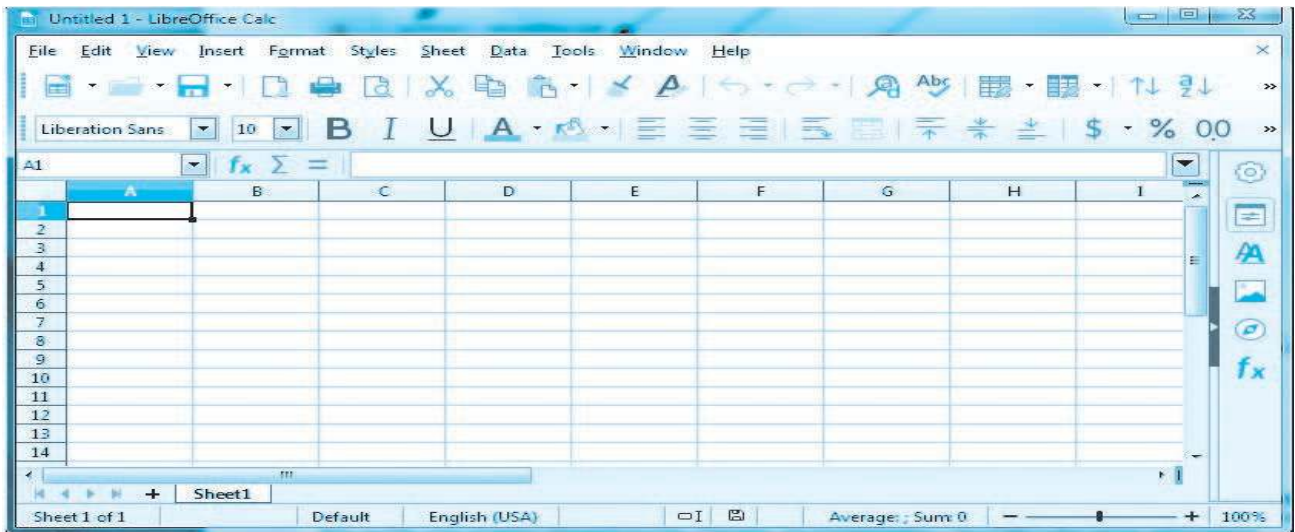 Untitled 1 - LibreOffice Calc
File Edit View Insert Format Styles Sheet Data Tools Window Help
Abc
Liberation Sans 10 B I U A $ % 0.0
A1 fx Σ =
A B C D E F G H I
1
2
3
4
5
6
7
8
9
10
11
12
13
14
Sheet1
Sheet 1 of 1 Default English (USA) Average: ; Sum: 0 100%